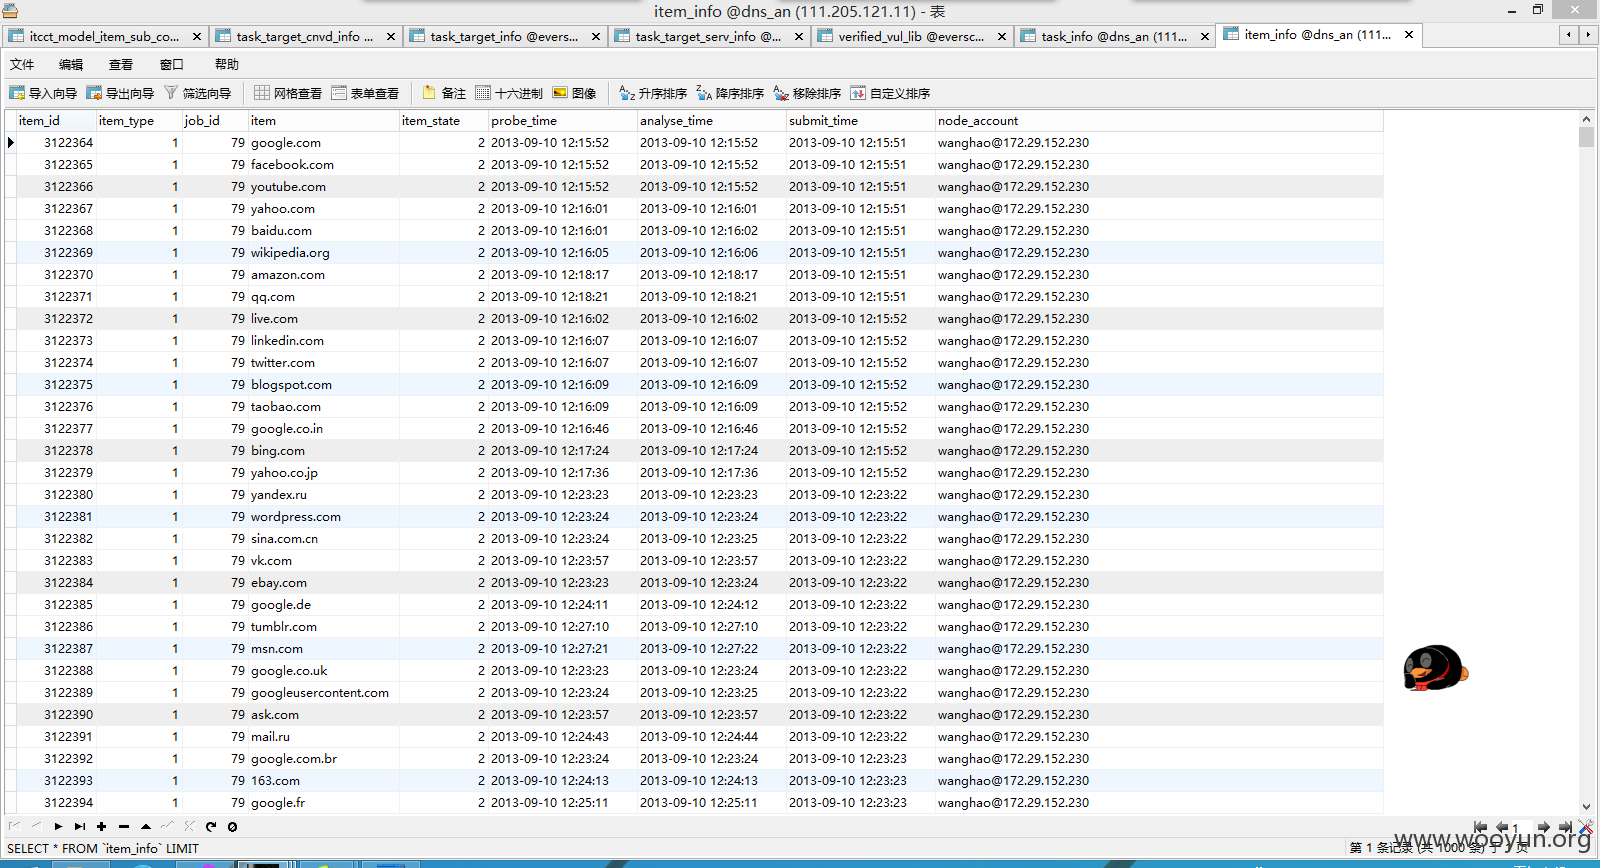 item_info @dns_an (111.205.121.11) - 表
itcct_model_item_sub_co... task_target_cnvd_info ... task_target_info @evers... task_target_serv_info @... verified_vul_lib @eversc... task_info @dns_an (111... item_info @dns_an (111...
文件 编辑 查看 窗口 帮助
导入向导 导出向导 筛选向导 网格查看 表单查看 备注 十六进制 图像 升序排序 降序排序 移除排序 自定义排序
item_id item_type job_id item item_state probe_time analyse_time submit_time node_account
3122364 1 79 google.com 2 2013-09-10 12:15:52 2013-09-10 12:15:52 2013-09-10 12:15:51 wanghao@172.29.152.230
3122365 1 79 facebook.com 2 2013-09-10 12:15:52 2013-09-10 12:15:52 2013-09-10 12:15:51 wanghao@172.29.152.230
3122366 1 79 youtube.com 2 2013-09-10 12:15:52 2013-09-10 12:15:52 2013-09-10 12:15:51 wanghao@172.29.152.230
3122367 1 79 yahoo.com 2 2013-09-10 12:16:01 2013-09-10 12:16:01 2013-09-10 12:15:51 wanghao@172.29.152.230
3122368 1 79 baidu.com 2 2013-09-10 12:16:01 2013-09-10 12:16:02 2013-09-10 12:15:51 wanghao@172.29.152.230
3122369 1 79 wikipedia.org 2 2013-09-10 12:16:05 2013-09-10 12:16:06 2013-09-10 12:15:51 wanghao@172.29.152.230
3122370 1 79 amazon.com 2 2013-09-10 12:18:17 2013-09-10 12:18:17 2013-09-10 12:15:51 wanghao@172.29.152.230
3122371 1 79 qq.com 2 2013-09-10 12:18:21 2013-09-10 12:18:21 2013-09-10 12:15:51 wanghao@172.29.152.230
3122372 1 79 live.com 2 2013-09-10 12:16:02 2013-09-10 12:16:02 2013-09-10 12:15:52 wanghao@172.29.152.230
3122373 1 79 linkedin.com 2 2013-09-10 12:16:07 2013-09-10 12:16:07 2013-09-10 12:15:52 wanghao@172.29.152.230
3122374 1 79 twitter.com 2 2013-09-10 12:16:07 2013-09-10 12:16:07 2013-09-10 12:15:52 wanghao@172.29.152.230
3122375 1 79 blogspot.com 2 2013-09-10 12:16:09 2013-09-10 12:16:09 2013-09-10 12:15:52 wanghao@172.29.152.230
3122376 1 79 taobao.com 2 2013-09-10 12:16:09 2013-09-10 12:16:09 2013-09-10 12:15:52 wanghao@172.29.152.230
3122377 1 79 google.co.in 2 2013-09-10 12:16:46 2013-09-10 12:16:46 2013-09-10 12:15:52 wanghao@172.29.152.230
3122378 1 79 bing.com 2 2013-09-10 12:17:24 2013-09-10 12:17:24 2013-09-10 12:15:52 wanghao@172.29.152.230
3122379 1 79 yahoo.co.jp 2 2013-09-10 12:17:36 2013-09-10 12:17:36 2013-09-10 12:15:52 wanghao@172.29.152.230
3122380 1 79 yandex.ru 2 2013-09-10 12:23:23 2013-09-10 12:23:23 2013-09-10 12:23:22 wanghao@172.29.152.230
3122381 1 79 wordpress.com 2 2013-09-10 12:23:24 2013-09-10 12:23:24 2013-09-10 12:23:22 wanghao@172.29.152.230
3122382 1 79 sina.com.cn 2 2013-09-10 12:23:24 2013-09-10 12:23:25 2013-09-10 12:23:22 wanghao@172.29.152.230
3122383 1 79 vk.com 2 2013-09-10 12:23:57 2013-09-10 12:23:57 2013-09-10 12:23:22 wanghao@172.29.152.230
3122384 1 79 ebay.com 2 2013-09-10 12:23:23 2013-09-10 12:23:24 2013-09-10 12:23:22 wanghao@172.29.152.230
3122385 1 79 google.de 2 2013-09-10 12:24:11 2013-09-10 12:24:12 2013-09-10 12:23:22 wanghao@172.29.152.230
3122386 1 79 tumblr.com 2 2013-09-10 12:27:10 2013-09-10 12:27:10 2013-09-10 12:23:22 wanghao@172.29.152.230
3122387 1 79 msn.com 2 2013-09-10 12:27:21 2013-09-10 12:27:22 2013-09-10 12:23:22 wanghao@172.29.152.230
3122388 1 79 google.co.uk 2 2013-09-10 12:23:23 2013-09-10 12:23:24 2013-09-10 12:23:22 wanghao@172.29.152.230
3122389 1 79 googleusercontent.com 2 2013-09-10 12:23:24 2013-09-10 12:23:25 2013-09-10 12:23:22 wanghao@172.29.152.230
3122390 1 79 ask.com 2 2013-09-10 12:23:57 2013-09-10 12:23:57 2013-09-10 12:23:22 wanghao@172.29.152.230
3122391 1 79 mail.ru 2 2013-09-10 12:24:43 2013-09-10 12:24:44 2013-09-10 12:23:22 wanghao@172.29.152.230
3122392 1 79 google.com.br 2 2013-09-10 12:23:24 2013-09-10 12:23:24 2013-09-10 12:23:23 wanghao@172.29.152.230
3122393 1 79 163.com 2 2013-09-10 12:24:13 2013-09-10 12:24:13 2013-09-10 12:23:23 wanghao@172.29.152.230
3122394 1 79 google.fr 2 2013-09-10 12:25:11 2013-09-10 12:25:11 2013-09-10 12:23:23 wanghao@172.29.152.230
1
www.wooyun.org
SELECT * FROM `item_info` LIMIT 第 1 条记录 (共 1000 条) 于 1 页